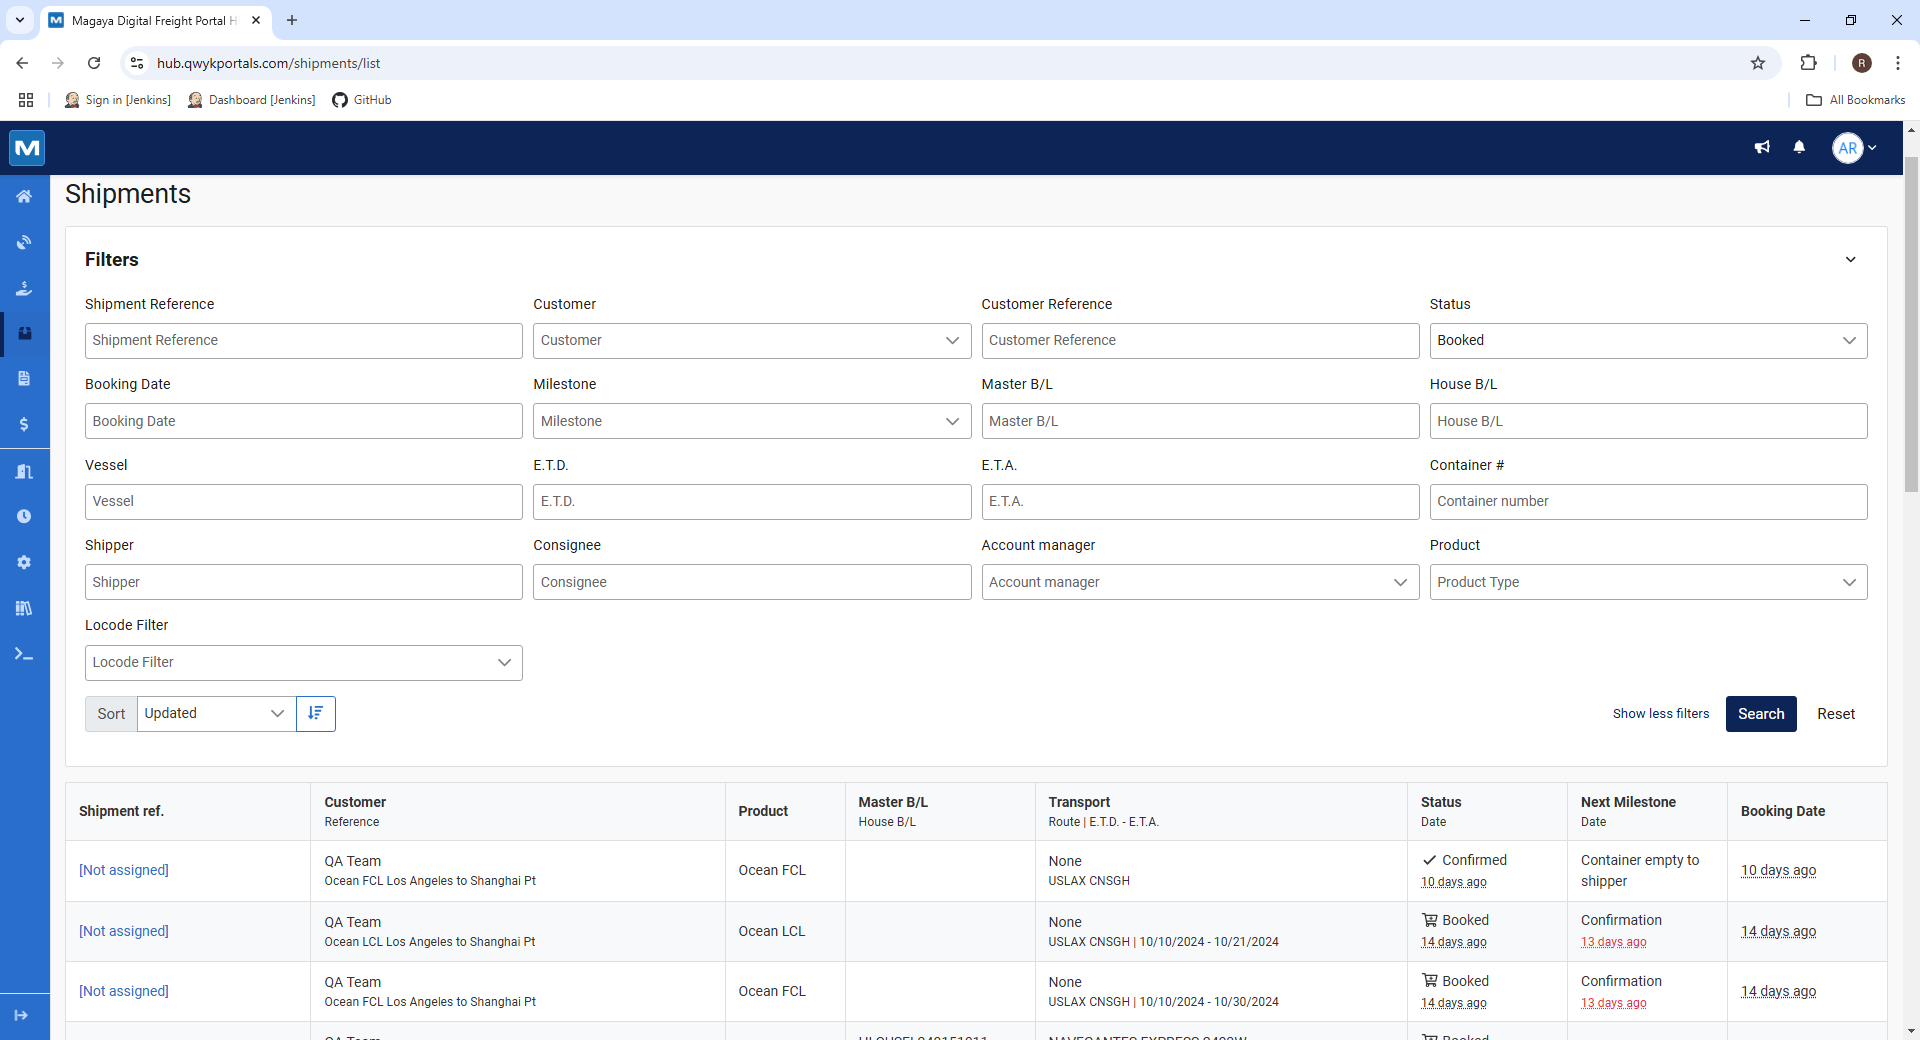 Magaya Digital Freight Portal H
hub.qwykportals.com/shipments/list
R
Sign in [Jenkins]
Dashboard [Jenkins]
GitHub
All Bookmarks
M
AR
Shipments
Filters
Shipment Reference
Customer
Customer Reference
Status
Shipment Reference
Customer
Customer Reference
Booked
Booking Date
Milestone
Master B/L
House B/L
Booking Date
Milestone
Master B/L
House B/L
Vessel
E.T.D.
E.T.A.
Container #
Vessel
E.T.D.
E.T.A.
Container number
Shipper
Consignee
Account manager
Product
Shipper
Consignee
Account manager
Product Type
Locode Filter
Locode Filter
Sort
Updated
Show less filters
Search
Reset
Shipment ref.
Customer
Reference
Product
Master B/L
House B/L
Transport
Route | E.T.D. - E.T.A.
Status
Date
Next Milestone
Date
Booking Date
[Not assigned]
QA Team
Ocean FCL Los Angeles to Shanghai Pt
Ocean FCL
None
USLAX CNSGH
Confirmed
10 days ago
Container empty to
shipper
10 days ago
[Not assigned]
QA Team
Ocean LCL Los Angeles to Shanghai Pt
Ocean LCL
None
USLAX CNSGH | 10/10/2024 - 10/21/2024
Booked
14 days ago
Confirmation
13 days ago
14 days ago
[Not assigned]
QA Team
Ocean FCL Los Angeles to Shanghai Pt
Ocean FCL
None
USLAX CNSGH | 10/10/2024 - 10/30/2024
Booked
14 days ago
Confirmation
13 days ago
14 days ago
QA Team
Booked